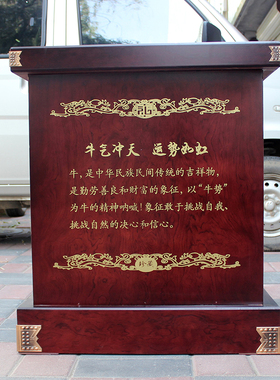 牛气冲天 运势如虹
牛，是中华民族民间传统的吉祥物，
是勤劳善良和财富的象征，以“牛势”
为牛的精神呐喊！象征敢于挑战自我、
挑战自然的决心和信心。